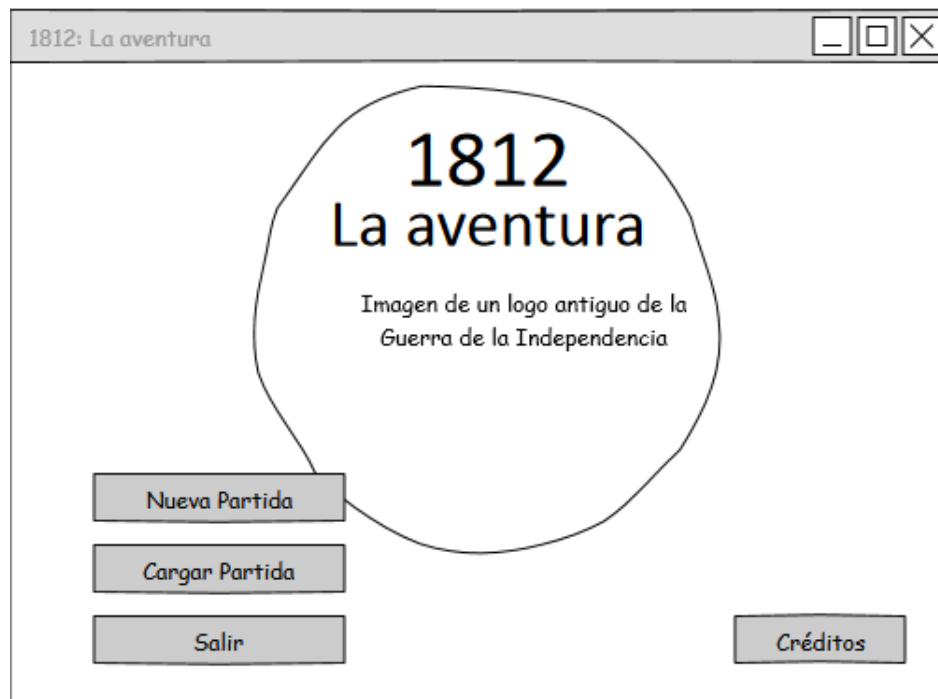 1812: La aventura
1812
La aventura
Imagen de un logo antiguo de la
Guerra de la Independencia
Nueva Partida
Cargar Partida
Salir
Créditos